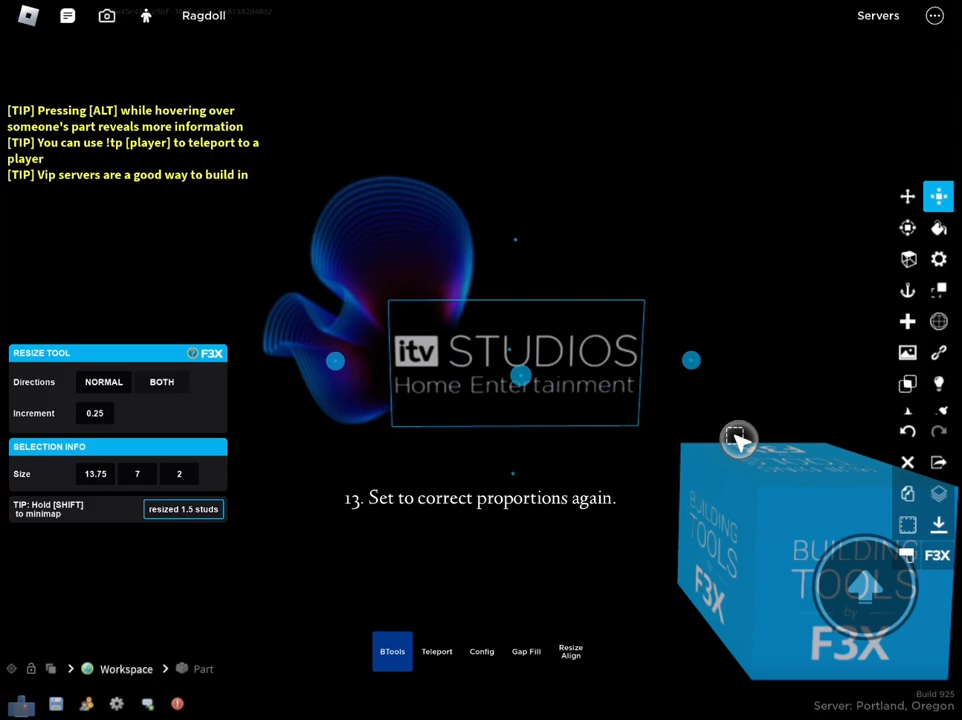 Ragdoll
Servers
[TIP] Pressing [ALT] while hovering over
someone's part reveals more information
[TIP] You can use !tp [player] to teleport to a
player
[TIP] Vip servers are a good way to build in
itv STUDIOS
Home Entertainment
RESIZE TOOL
? F3X
Directions
NORMAL
BOTH
Increment
0.25
SELECTION INFO
Size
13.75
7
2
TIP: Hold [SHIFT]
to minimap
resized 1.5 studs
13. Set to correct proportions again.
BUILDING
TOOLS
F3X
BUILDING
TOOLS
by
F3X
F3X
BTools
Teleport
Config
Gap Fill
Resize
Align
Workspace
Part
Build 925
Server: Portland, Oregon